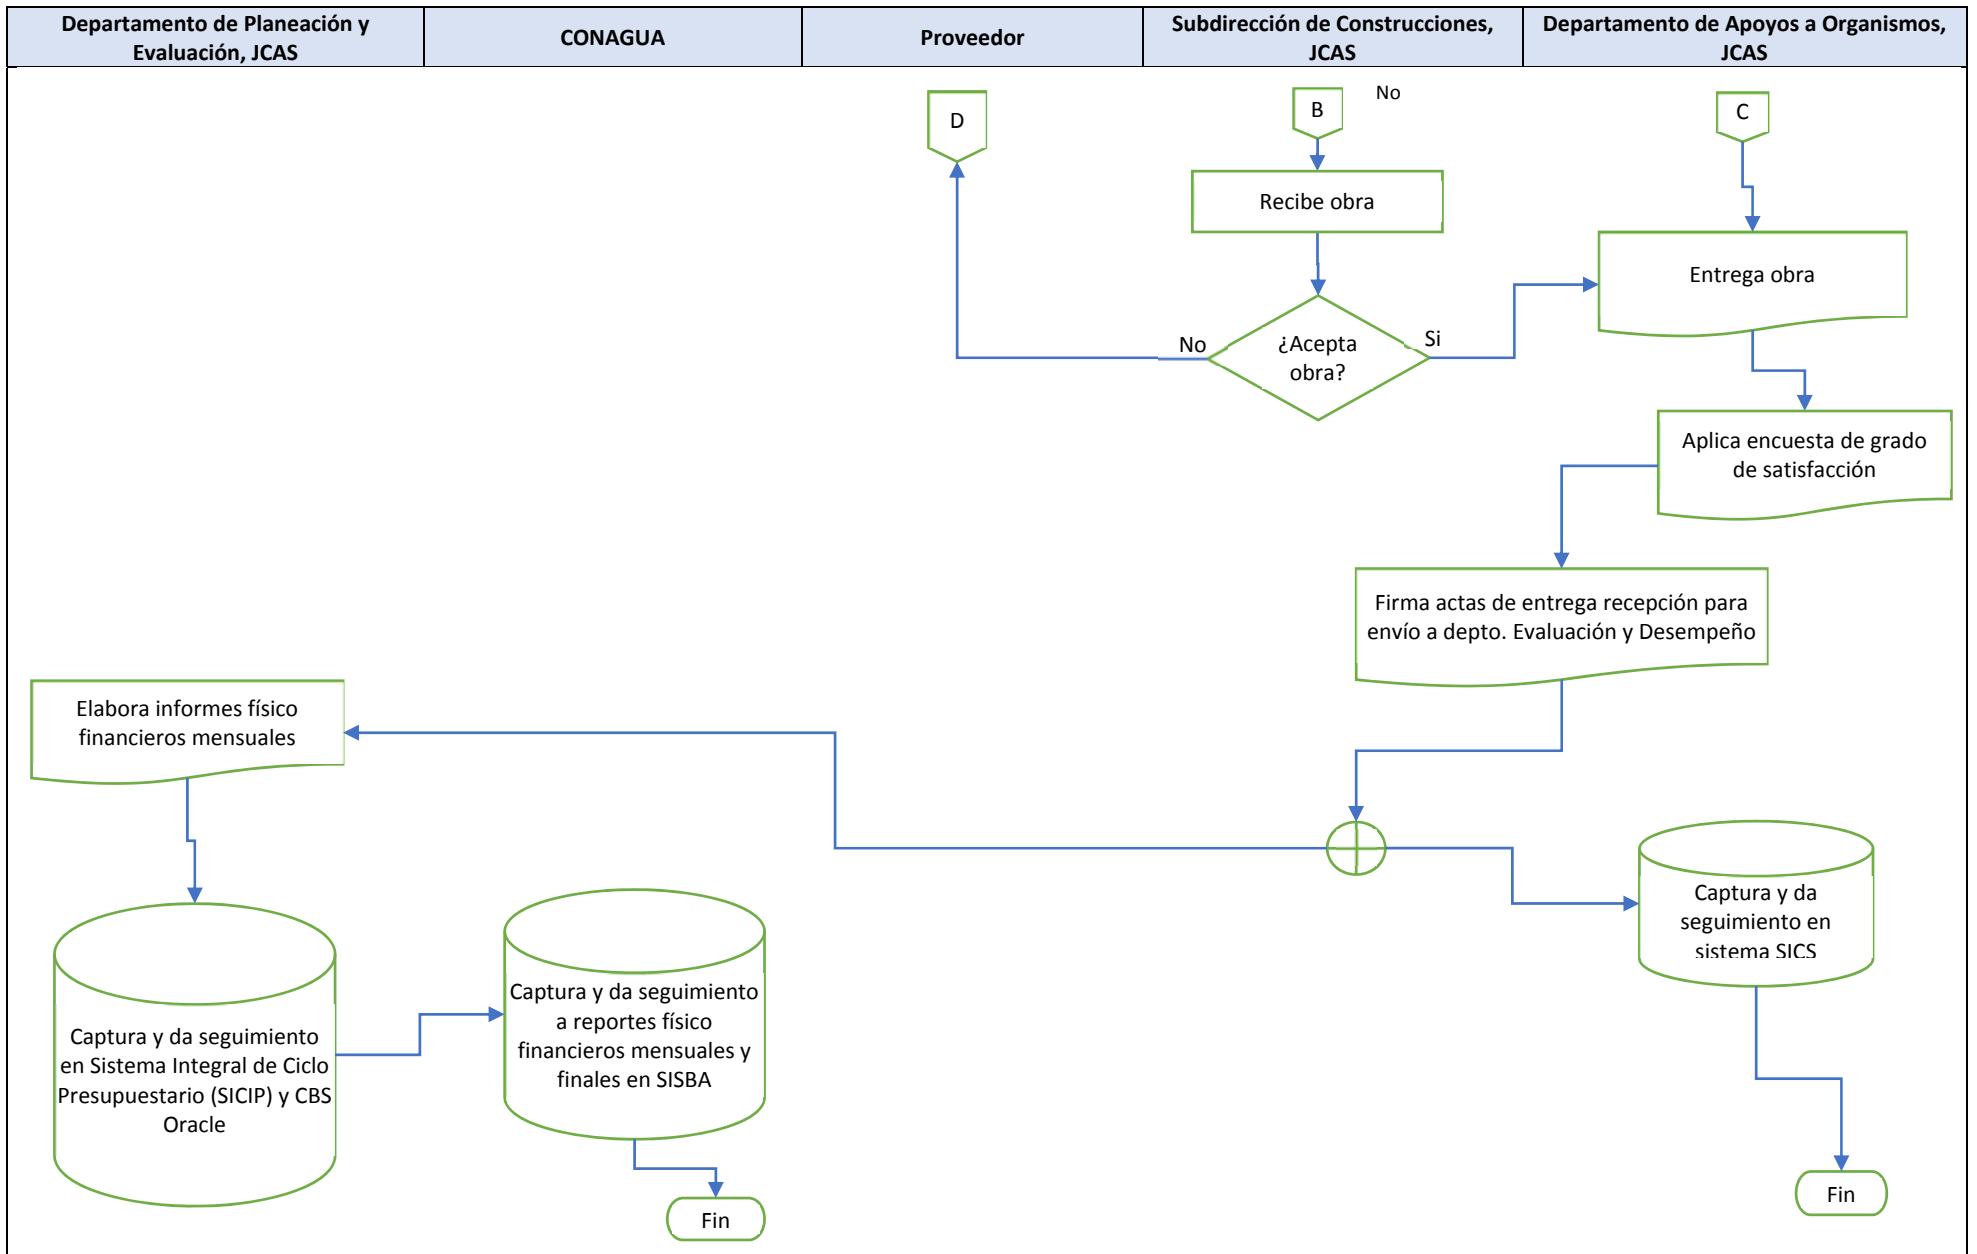 Departamento de Planeación y
Evaluación, JCAS
CONAGUA
Proveedor
Subdirección de Construcciones,
JCAS
Departamento de Apoyos a Organismos,
JCAS
D
B
No
C
Recibe obra
Entrega obra
No
¿Acepta
obra?
Si
Aplica encuesta de grado
de satisfacción
Firma actas de entrega recepción para
envío a depto. Evaluación y Desempeño
Elabora informes físico
financieros mensuales
Captura y da
seguimiento en
sistema SICS
Captura y da seguimiento
a reportes físico
financieros mensuales y
finales en SISBA
Captura y da seguimiento
en Sistema Integral de Ciclo
Presupuestario (SICIP) y CBS
Oracle
Fin
Fin